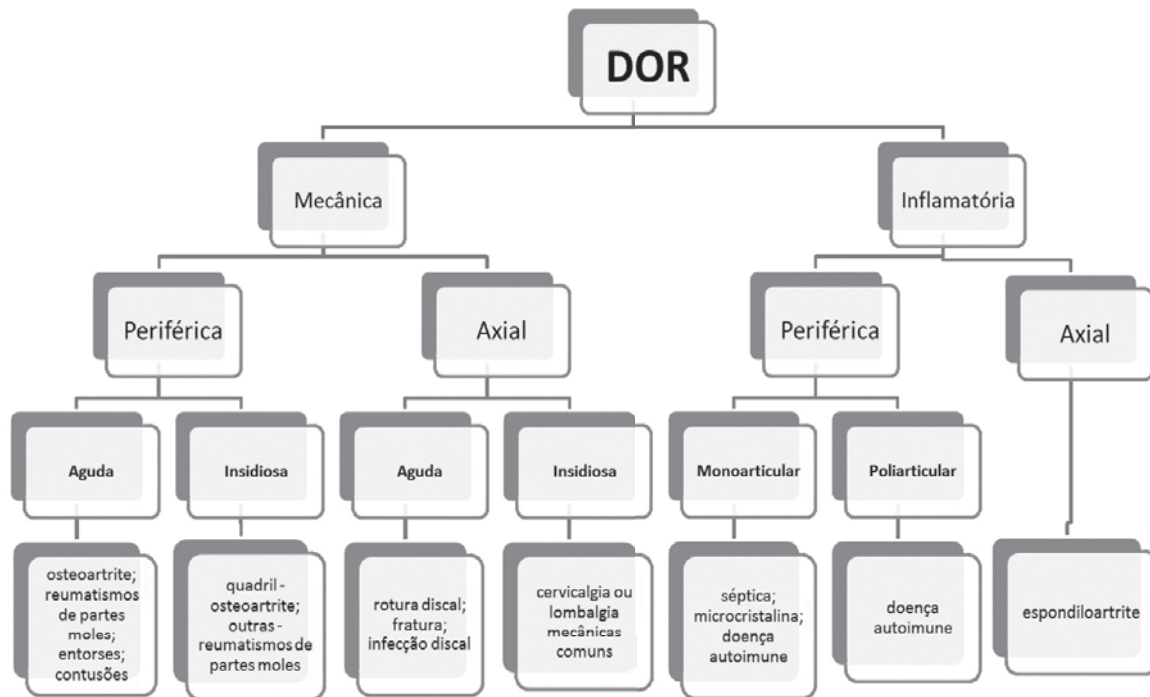 DOR
Mecânica
Inflamatória
Periférica
Axial
Periférica
Axial
Aguda
Insidiosa
Aguda
Insidiosa
Monoarticular
Poliarticular
osteoartrite;
reumatismos
de partes
moles;
entorses;
contusões
quadril -
osteoartrite;
outras -
reumatismos de
partes moles
rotura discal;
fratura;
infecção discal
cervicalgia ou
lombalgia
mecânicas
comuns
séptica;
microcristalina;
doença
autoimune
doença
autoimune
espondiloartrite